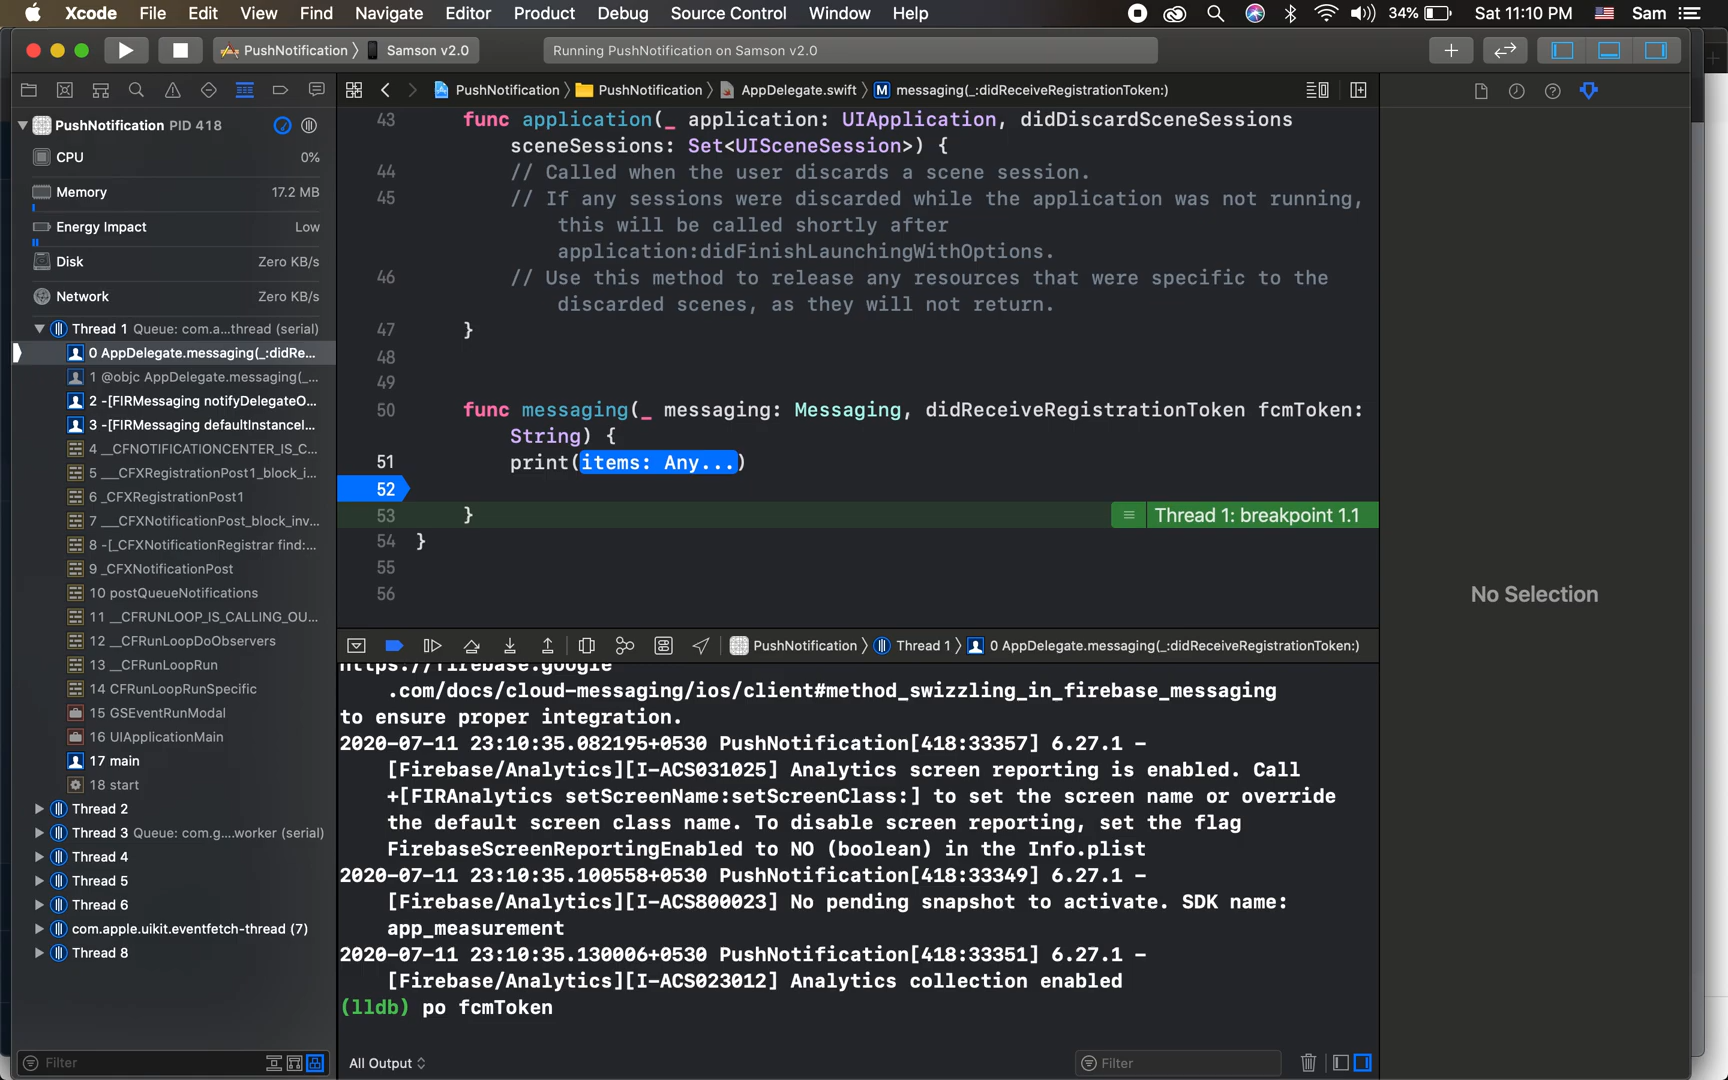 Xcode File Edit View Find Navigate Editor Product Debug Source Control Window Help 34% Sat 11:10 PM Sam
PushNotification Samson v2.0 Running PushNotification on Samson v2.0
PushNotification PushNotification AppDelegate.swift M messaging(_:didReceiveRegistrationToken:)
PushNotification PID 418
CPU 0%
Memory 17.2 MB
Energy Impact Low
Disk Zero KB/s
Network Zero KB/s
Thread 1 Queue: com.a...thread (serial)
0 AppDelegate.messaging(_:didRe...
1 @objc AppDelegate.messaging(_...
2 -[FIRMessaging notifyDelegateO...
3 -[FIRMessaging defaultInstanceI...
4 __CFNOTIFICATIONCENTER_IS_C...
5 ___CFXRegistrationPost1_block_i...
6 _CFXRegistrationPost1
7 ___CFXNotificationPost_block_inv...
8 -[_CFXNotificationRegistrar find:...
9 _CFXNotificationPost
10 postQueueNotifications
11 __CFRUNLOOP_IS_CALLING_OU...
12 __CFRunLoopDoObservers
13 __CFRunLoopRun
14 CFRunLoopRunSpecific
15 GSEventRunModal
16 UIApplicationMain
17 main
18 start
Thread 2
Thread 3 Queue: com.g....worker (serial)
Thread 4
Thread 5
Thread 6
com.apple.uikit.eventfetch-thread (7)
Thread 8
Filter
43 func application(_ application: UIApplication, didDiscardSceneSessions
sceneSessions: Set<UISceneSession>) {
44 // Called when the user discards a scene session.
45 // If any sessions were discarded while the application was not running,
this will be called shortly after
application:didFinishLaunchingWithOptions.
46 // Use this method to release any resources that were specific to the
discarded scenes, as they will not return.
47 }
48
49
50 func messaging(_ messaging: Messaging, didReceiveRegistrationToken fcmToken:
String) {
51 print(items: Any...)
52
53 } Thread 1: breakpoint 1.1
54 }
55
56
PushNotification Thread 1 0 AppDelegate.messaging(_:didReceiveRegistrationToken:)
https://firebase.google
.com/docs/cloud-messaging/ios/client#method_swizzling_in_firebase_messaging
to ensure proper integration.
2020-07-11 23:10:35.082195+0530 PushNotification[418:33357] 6.27.1 -
[Firebase/Analytics][I-ACS031025] Analytics screen reporting is enabled. Call
+[FIRAnalytics setScreenName:setScreenClass:] to set the screen name or override
the default screen class name. To disable screen reporting, set the flag
FirebaseScreenReportingEnabled to NO (boolean) in the Info.plist
2020-07-11 23:10:35.100558+0530 PushNotification[418:33349] 6.27.1 -
[Firebase/Analytics][I-ACS800023] No pending snapshot to activate. SDK name:
app_measurement
2020-07-11 23:10:35.130006+0530 PushNotification[418:33351] 6.27.1 -
[Firebase/Analytics][I-ACS023012] Analytics collection enabled
(lldb) po fcmToken
All Output Filter
No Selection